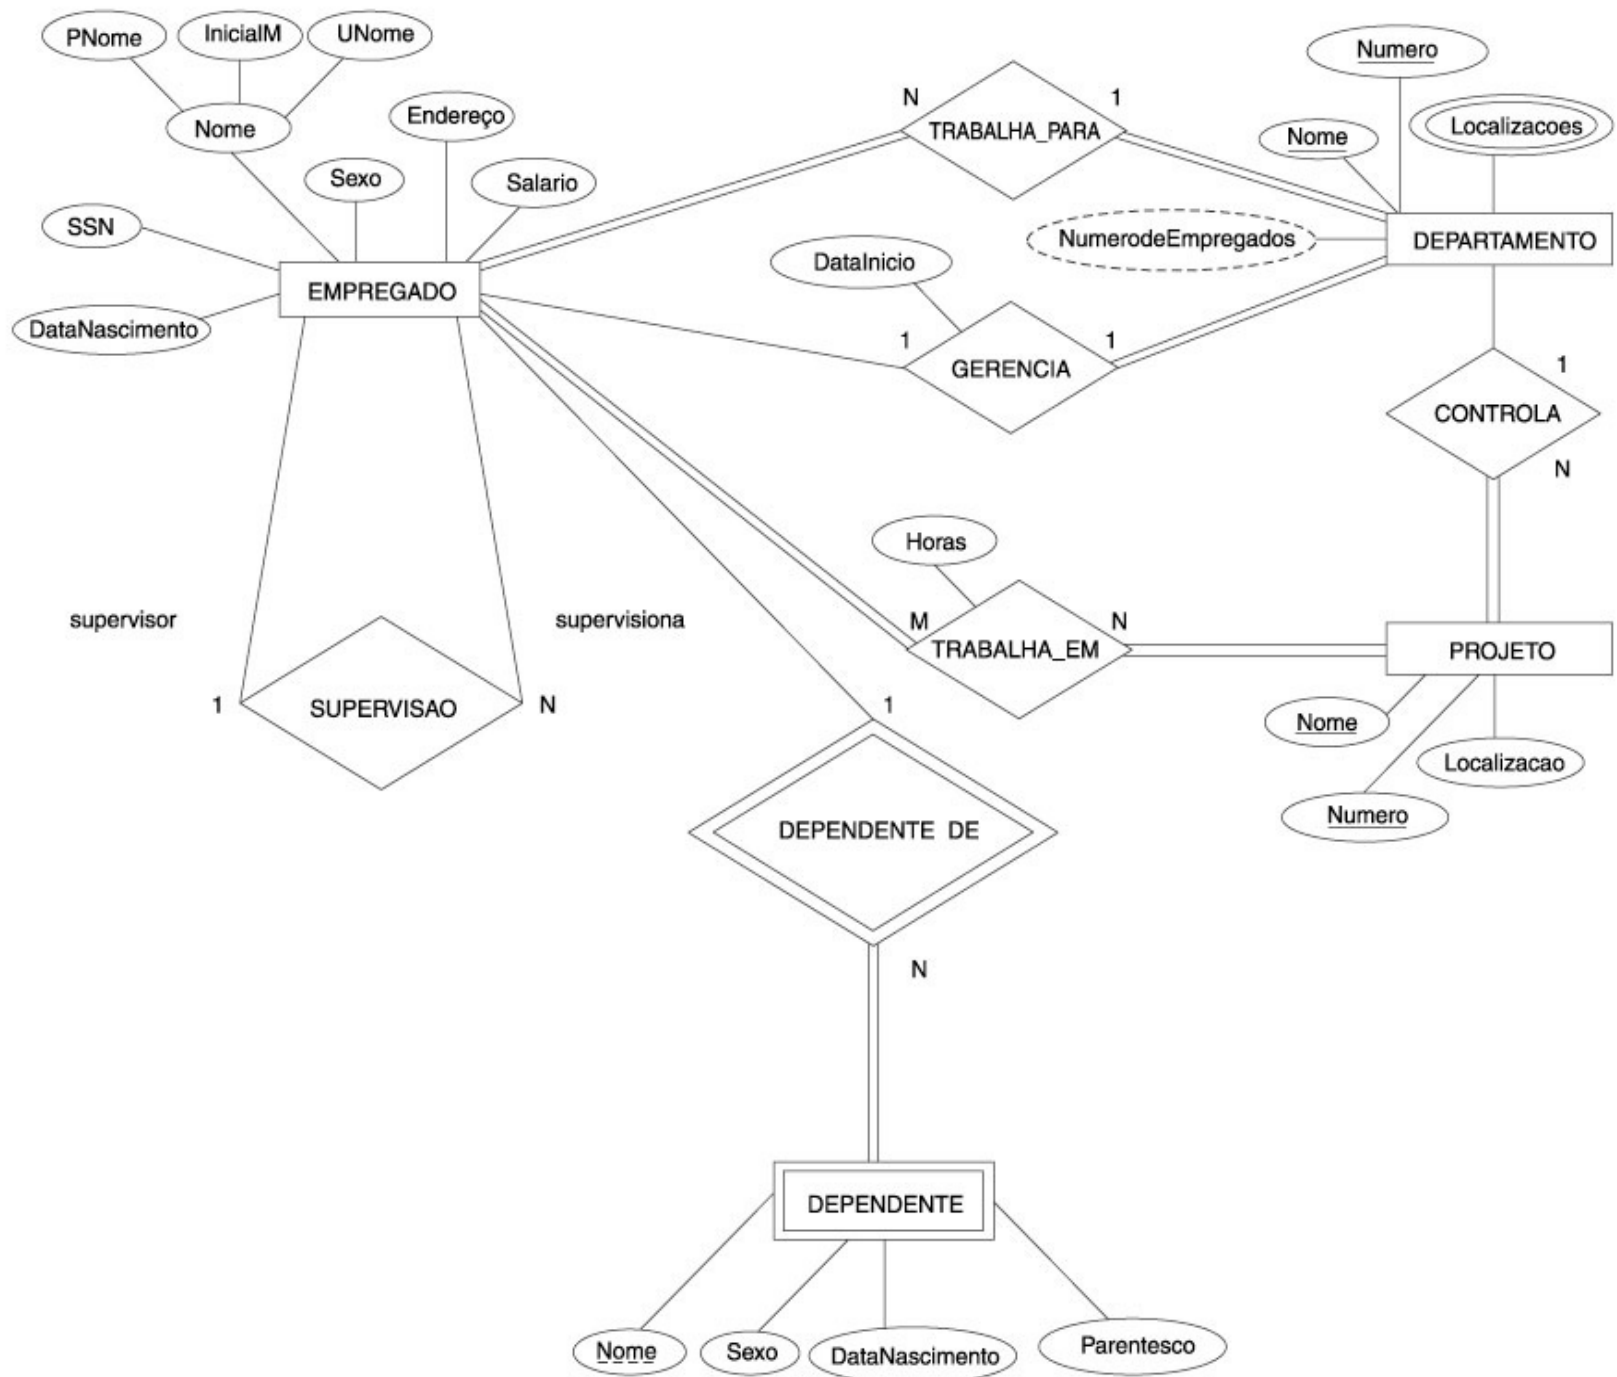 PNome
InicialM
UNome
Nome
Endereço
Sexo
Salario
SSN
EMPREGADO
DataNascimento
N
TRABALHA_PARA
1
Numero
Nome
Localizacoes
NumerodeEmpregados
DEPARTAMENTO
DataInicio
1
GERENCIA
1
1
CONTROLA
N
supervisor
supervisiona
1
SUPERVISAO
N
Horas
M
TRABALHA_EM
N
PROJETO
Nome
Localizacao
Numero
1
DEPENDENTE DE
N
DEPENDENTE
Nome
Sexo
DataNascimento
Parentesco